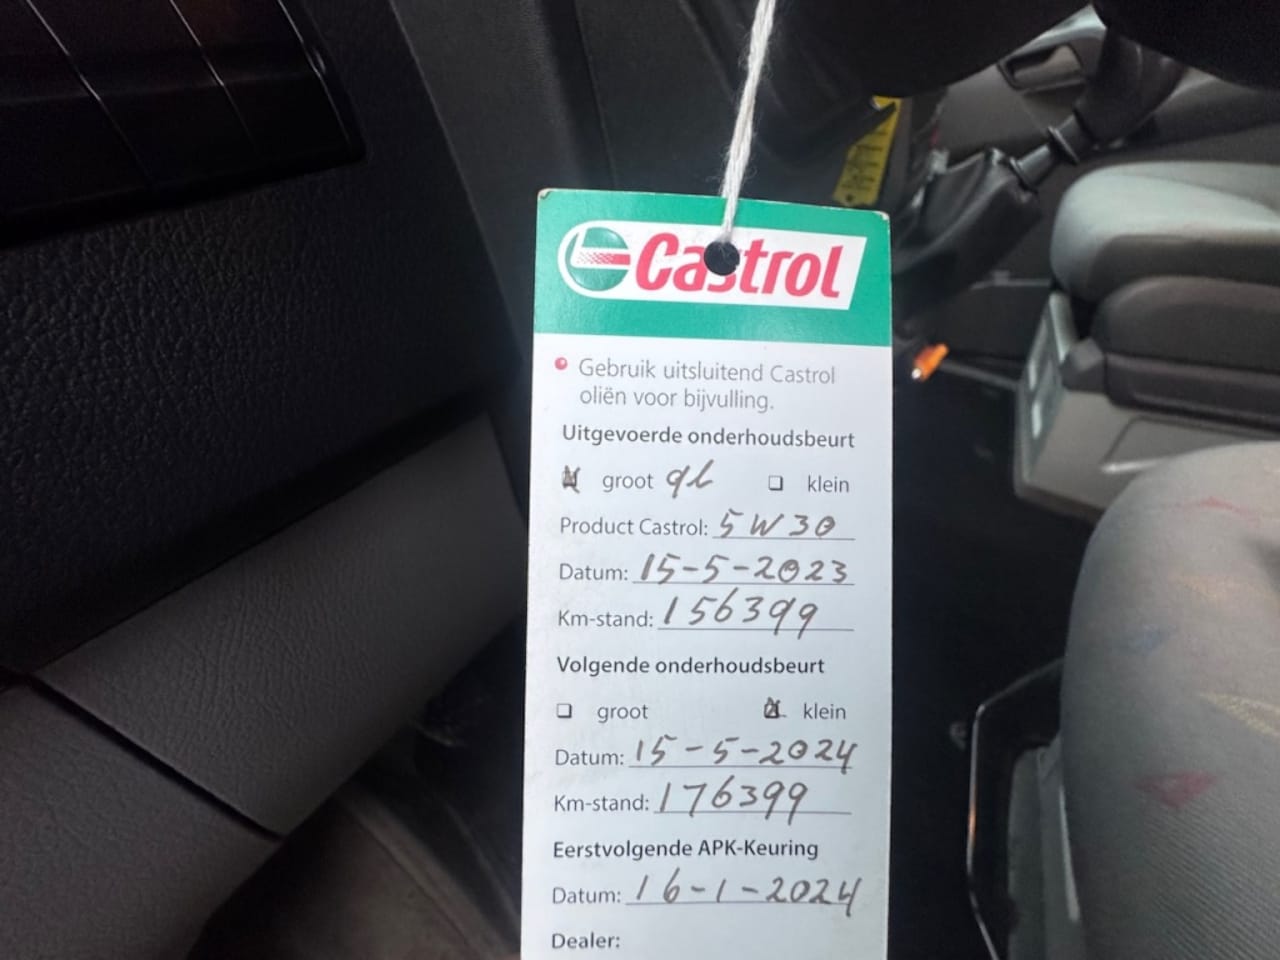 Castrol
Gebruik uitsluitend Castrol
oliën voor bijvulling.
Uitgevoerde onderhoudsbeurt
groot 9L klein
Product Castrol: 5W30
Datum: 15-5-2023
Km-stand: 156399
Volgende onderhoudsbeurt
groot klein
Datum: 15-5-2024
Km-stand: 176399
Eerstvolgende APK-Keuring
Datum: 16-1-2024
Dealer: